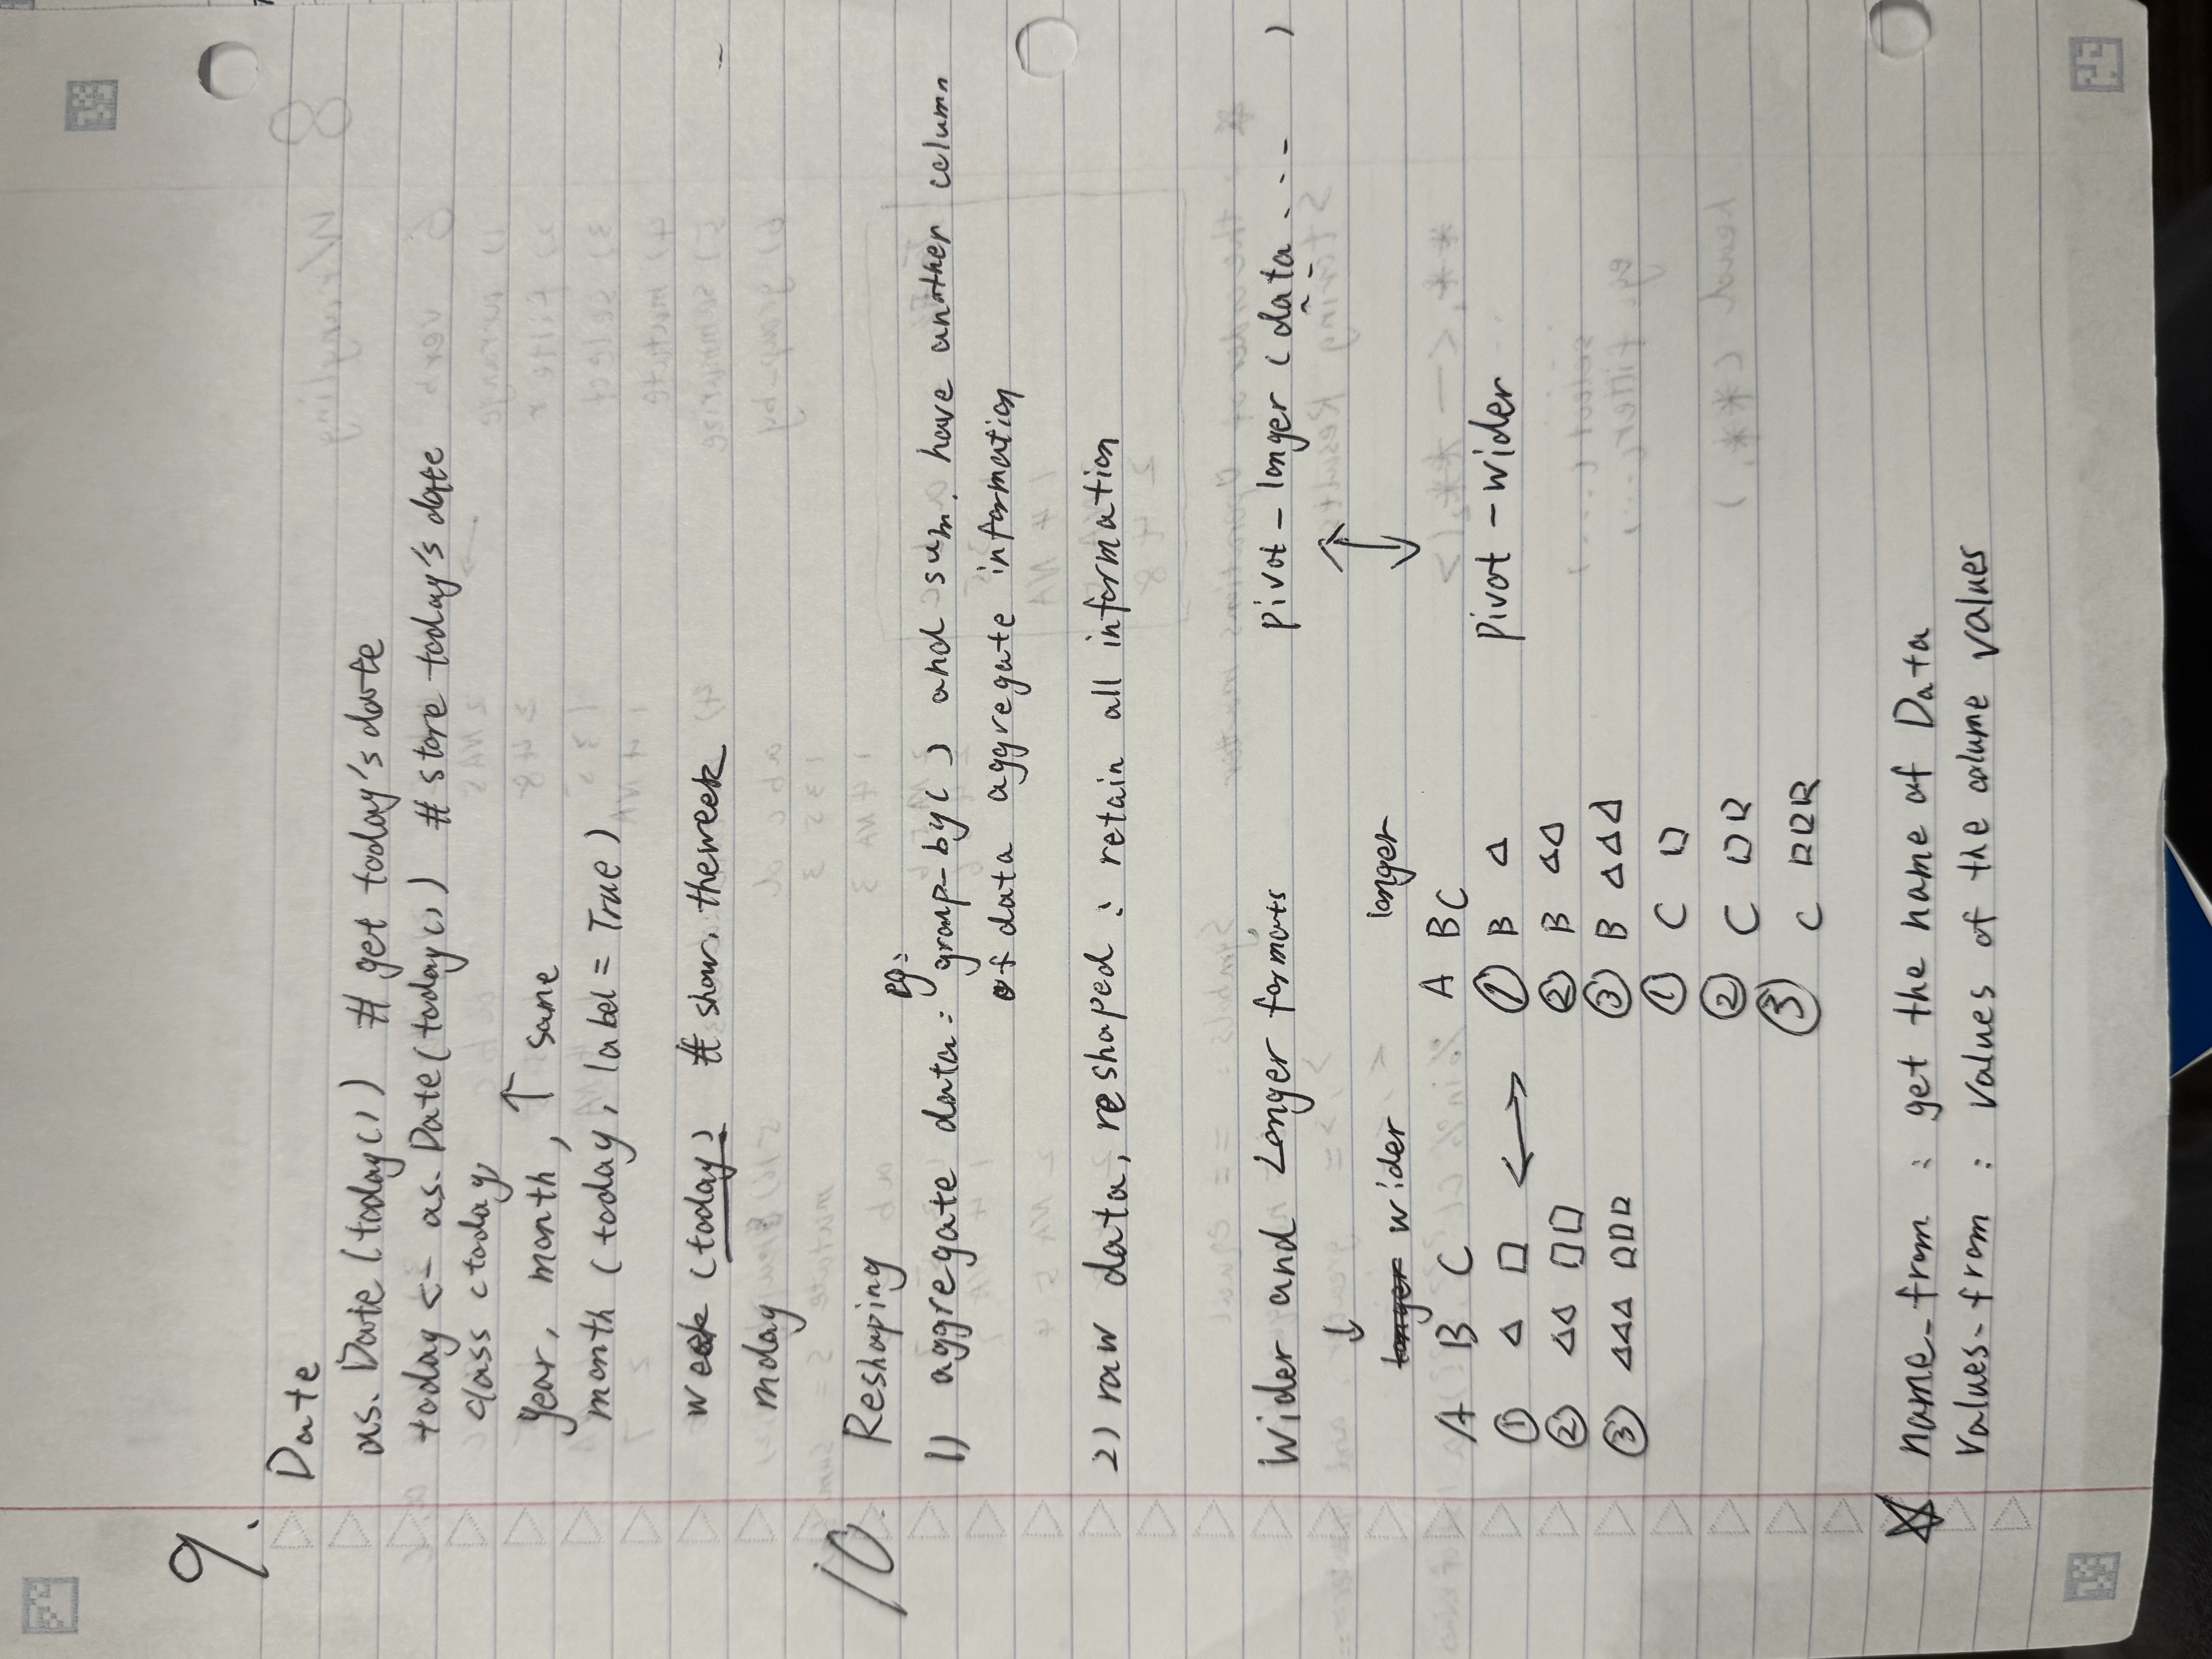 9.
Date
as.Date(today()) # get today's date
today <- as.Date(today()) # store today's date
class (today)
year, month, ↑ same
month (today, label = True)
week (today) # show. the week
mday
10. Reshaping
eg:
1) aggregate data: group-by( ) and sum. have another column
of data aggregate information
2) raw data, reshaped : retain all information
Wider and Longer formats pivot-longer (data ... )
↓ ↕
longer wider longer
A B C A BC
① △ □ ⟷ ① B △ pivot-wider
② △△ □□ ② B △△
③ △△△ □□□ ③ B △△△
① C □
② C □□
③ C □□□
☆ name-from : get the name of Data
Values-from : Values of the colume values